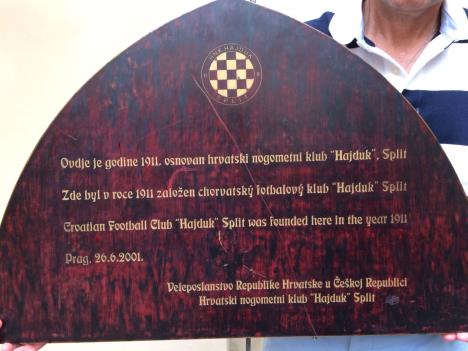 HNK HAJDUK
SPLIT
Ovdje je godine 1911. osnovan hrvatski nogometni klub "Hajduk", Split
Zde byl v roce 1911 založen chorvatský fotbalový klub "Hajduk" Split
Croatian Football Club "Hajduk" Split was founded here in the year 1911
Prag, 26.6.2001.
Veleposlanstvo Republike Hrvatske u Češkoj Republici
Hrvatski nogometni klub "Hajduk" Split